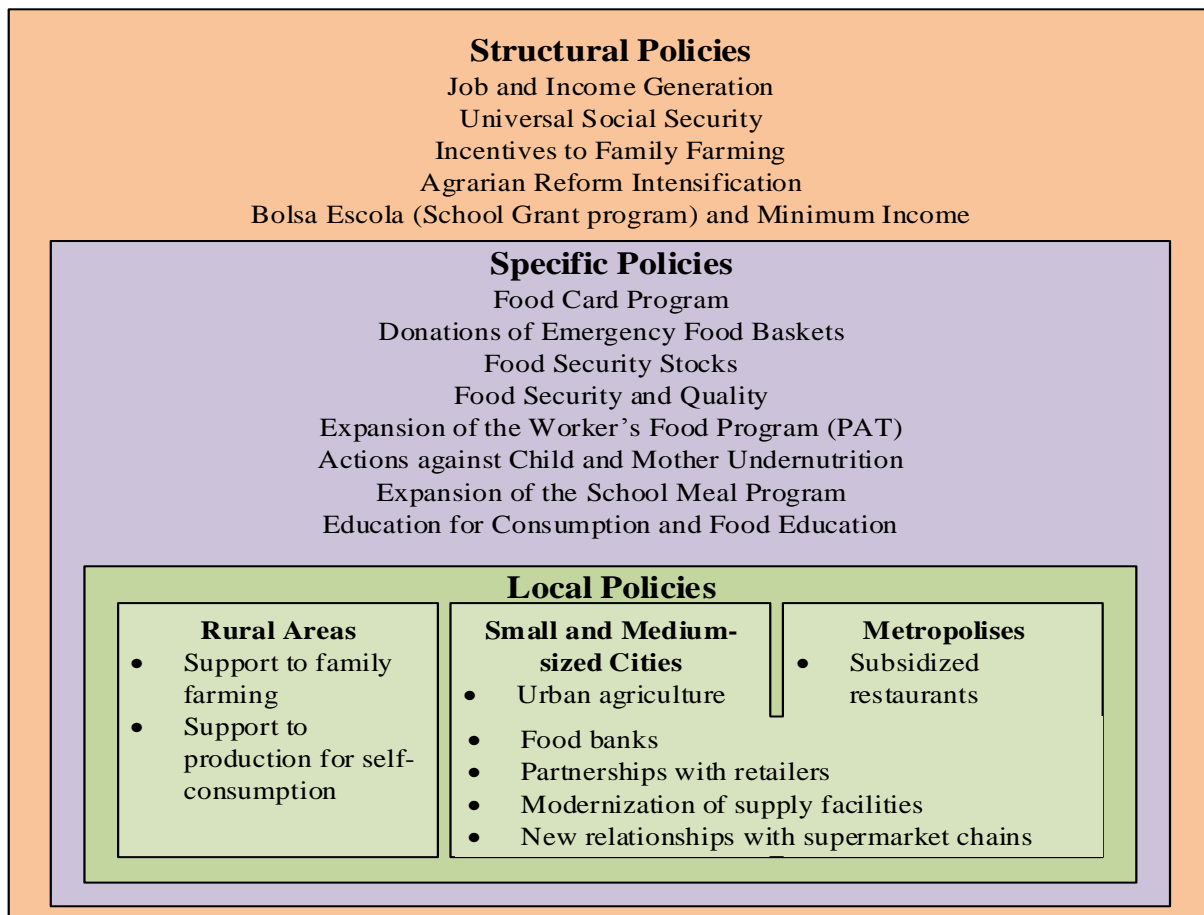 Structural Policies
Job and Income Generation
Universal Social Security
Incentives to Family Farming
Agrarian Reform Intensification
Bolsa Escola (School Grant program) and Minimum Income
Specific Policies
Food Card Program
Donations of Emergency Food Baskets
Food Security Stocks
Food Security and Quality
Expansion of the Worker’s Food Program (PAT)
Actions against Child and Mother Undernutrition
Expansion of the School Meal Program
Education for Consumption and Food Education
Local Policies
Rural Areas
• Support to family
farming
• Support to
production for self-
consumption
Small and Medium-
sized Cities
• Urban agriculture
Metropolises
• Subsidized
restaurants
• Food banks
• Partnerships with retailers
• Modernization of supply facilities
• New relationships with supermarket chains